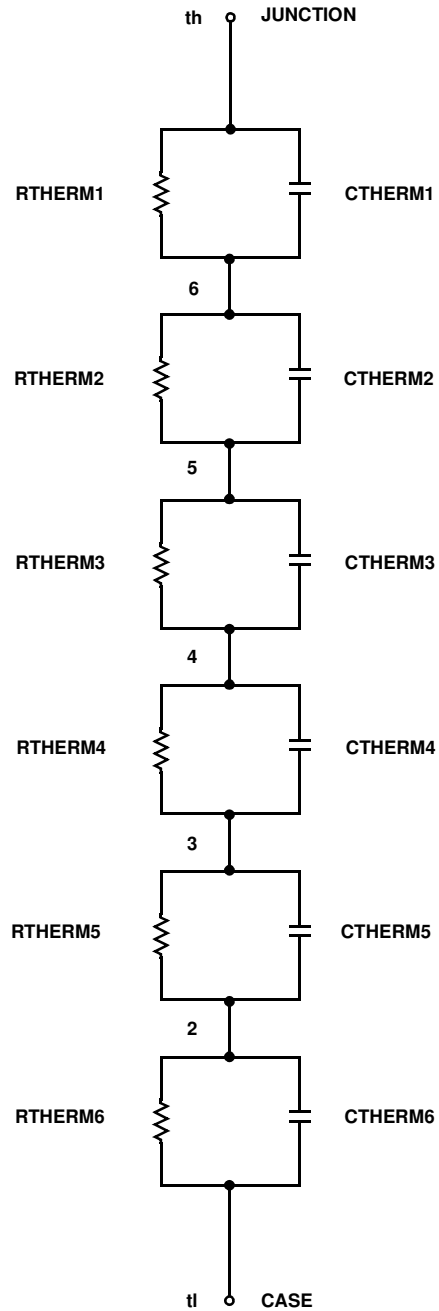 th JUNCTION
RTHERM1 CTHERM1
6
RTHERM2 CTHERM2
5
RTHERM3 CTHERM3
4
RTHERM4 CTHERM4
3
RTHERM5 CTHERM5
2
RTHERM6 CTHERM6
tl CASE